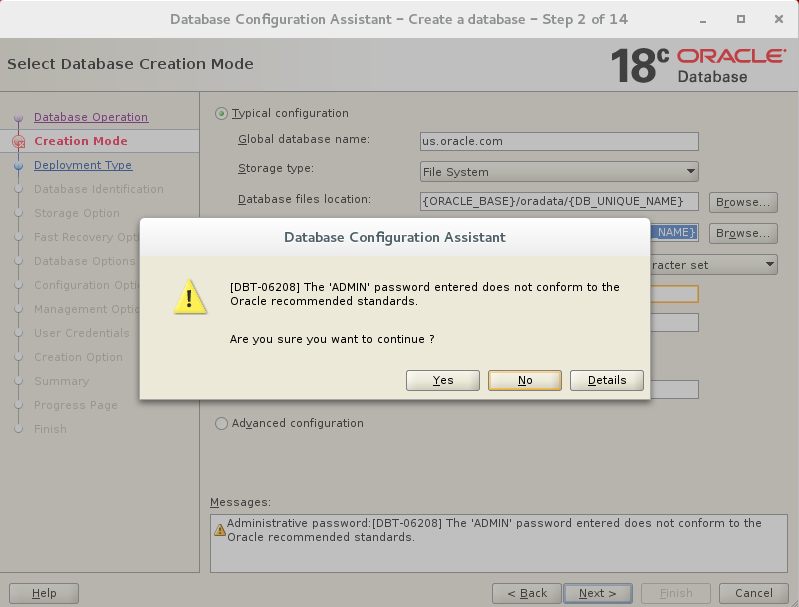 Database Configuration Assistant – Create a database – Step 2 of 14
Select Database Creation Mode
18c ORACLE
Database
Database Operation
Creation Mode
Deployment Type
Database Identification
Storage Option
Fast Recovery Opti
Database Options
Configuration Optio
Management Optio
User Credentials
Creation Option
Summary
Progress Page
Finish
Typical configuration
Global database name:
us.oracle.com
Storage type:
File System
Database files location:
{ORACLE_BASE}/oradata/{DB_UNIQUE_NAME}
Browse...
_NAME}
Browse...
racter set
Database Configuration Assistant
[DBT-06208] The 'ADMIN' password entered does not conform to the
Oracle recommended standards.
Are you sure you want to continue ?
Yes
No
Details
Advanced configuration
Messages:
Administrative password:[DBT-06208] The 'ADMIN' password entered does not conform to the
Oracle recommended standards.
Help
< Back
Next >
Finish
Cancel